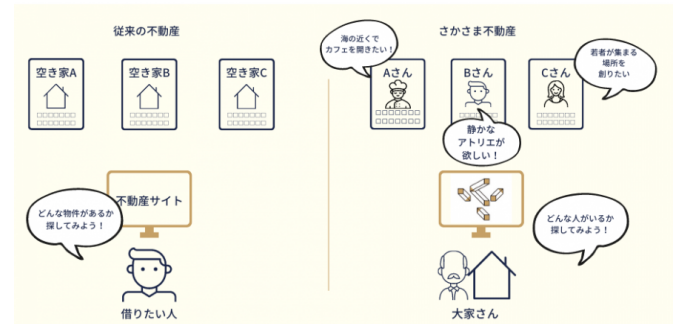 従来の不動産
空き家A
空き家B
空き家C
不動産サイト
どんな物件があるか
探してみよう！
借りたい人
さかさま不動産
海の近くで
カフェを開きたい！
Aさん
Bさん
Cさん
若者が集まる
場所を
創りたい
静かな
アトリエが
欲しい！
どんな人がいるか
探してみよう！
大家さん